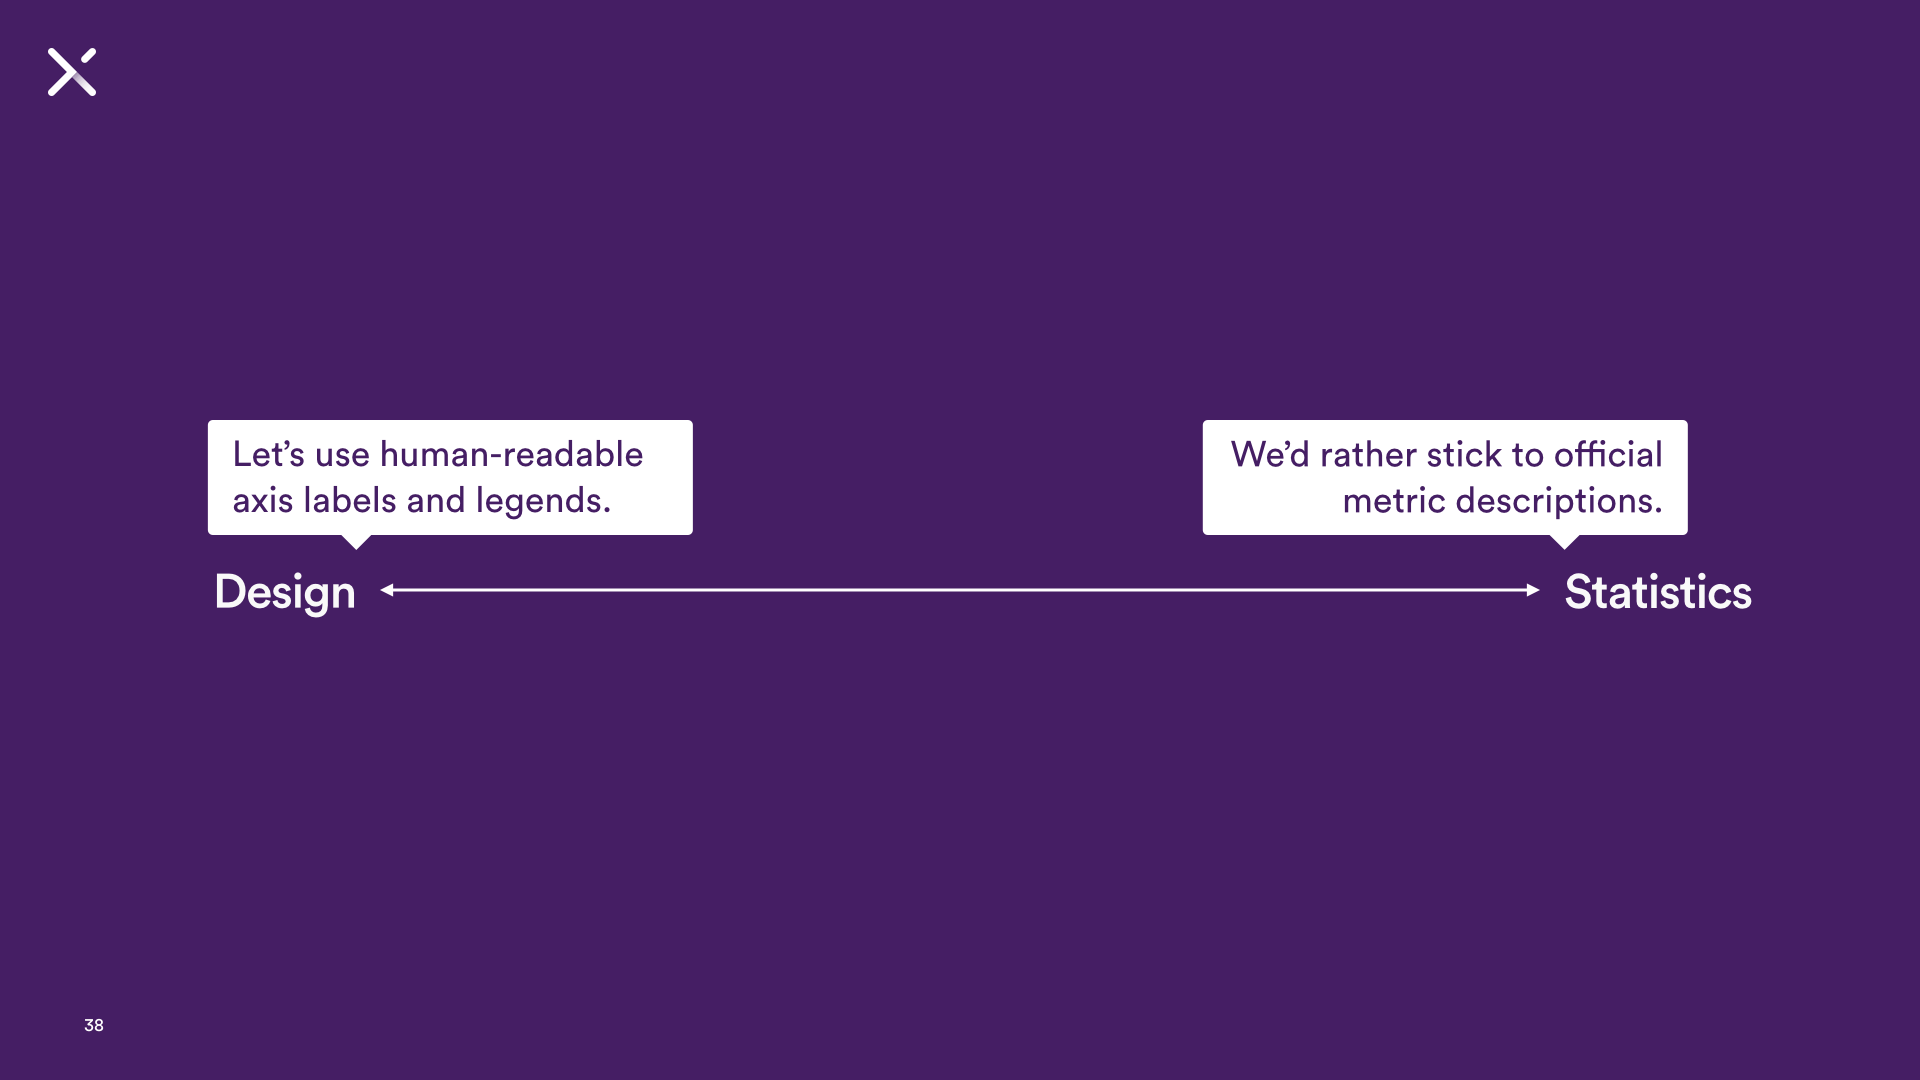 Let’s use human-readable
axis labels and legends.
We’d rather stick to official
metric descriptions.
Design
Statistics
38